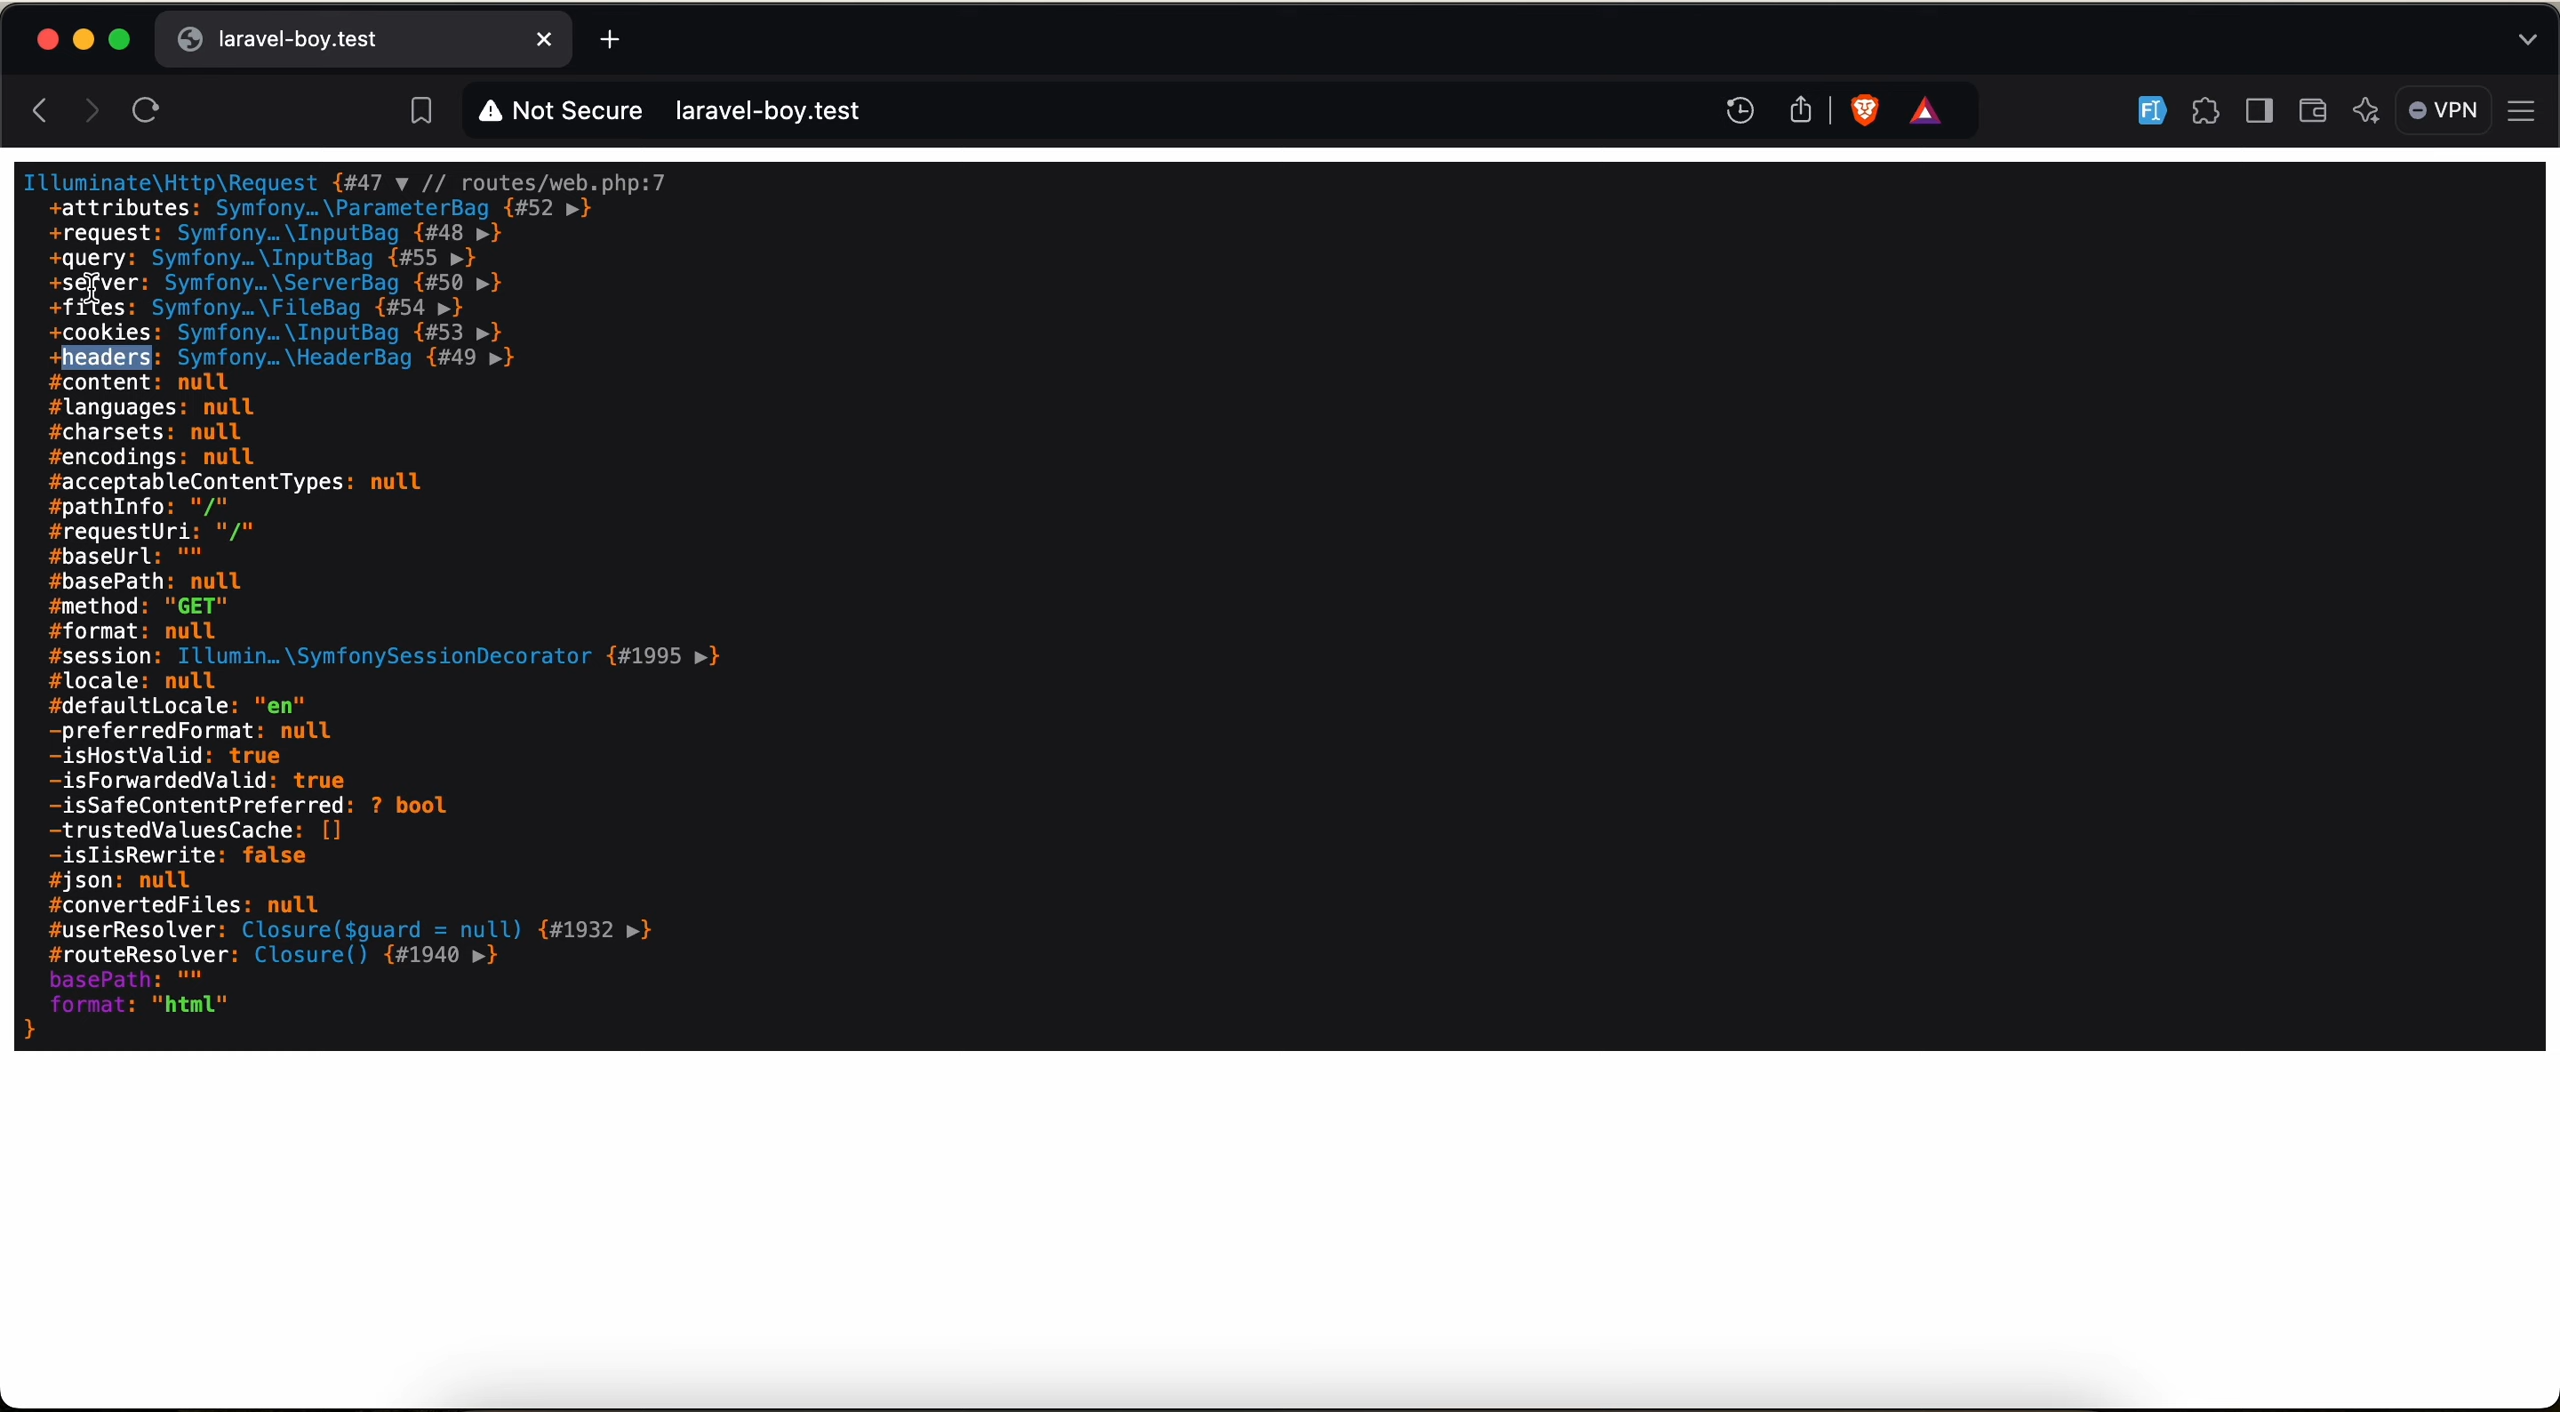 laravel-boy.test
Not Secure laravel-boy.test
VPN
Illuminate\Http\Request {#47 ▼ // routes/web.php:7
+attributes: Symfony…\ParameterBag {#52 ▶}
+request: Symfony…\InputBag {#48 ▶}
+query: Symfony…\InputBag {#55 ▶}
+server: Symfony…\ServerBag {#50 ▶}
+files: Symfony…\FileBag {#54 ▶}
+cookies: Symfony…\InputBag {#53 ▶}
+headers: Symfony…\HeaderBag {#49 ▶}
#content: null
#languages: null
#charsets: null
#encodings: null
#acceptableContentTypes: null
#pathInfo: "/"
#requestUri: "/"
#baseUrl: ""
#basePath: null
#method: "GET"
#format: null
#session: Illumin…\SymfonySessionDecorator {#1995 ▶}
#locale: null
#defaultLocale: "en"
-preferredFormat: null
-isHostValid: true
-isForwardedValid: true
-isSafeContentPreferred: ? bool
-trustedValuesCache: []
-isIisRewrite: false
#json: null
#convertedFiles: null
#userResolver: Closure($guard = null) {#1932 ▶}
#routeResolver: Closure() {#1940 ▶}
basePath: ""
format: "html"
}